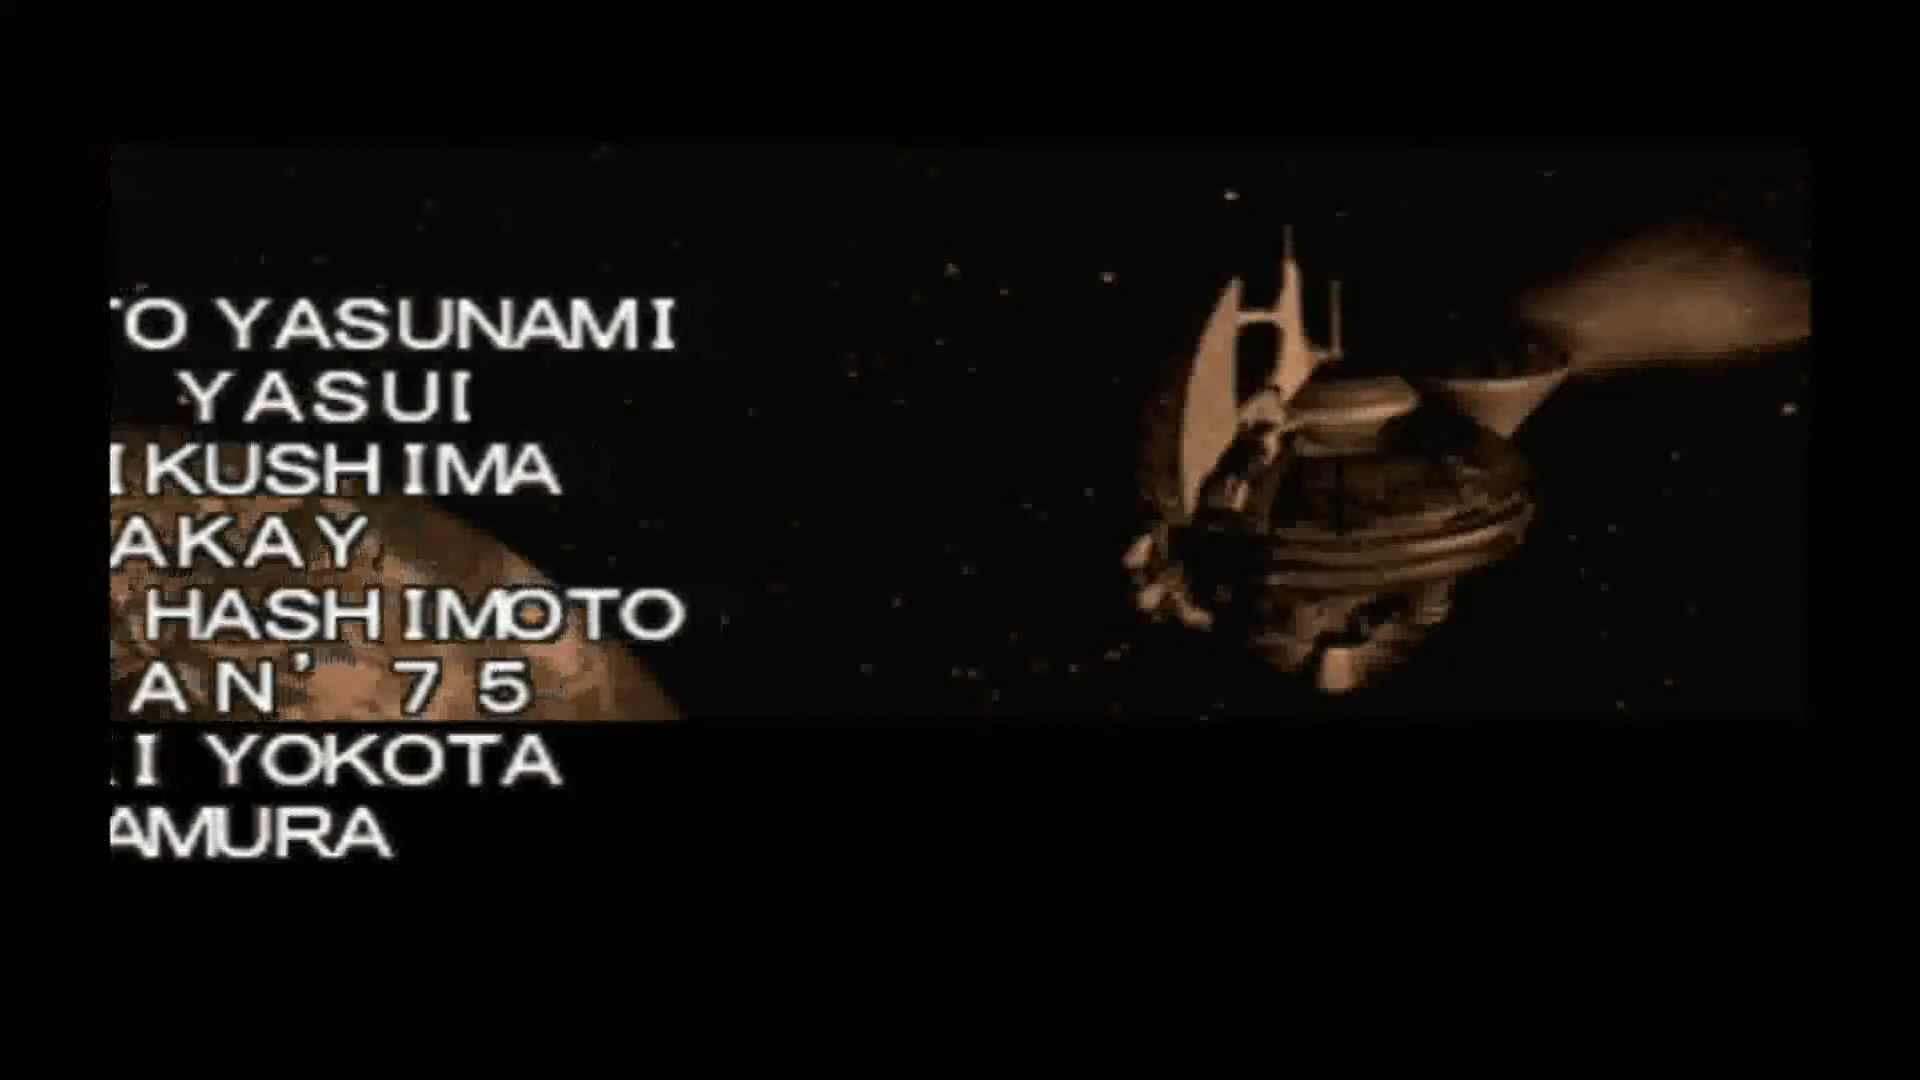 TO YASUNAMI
YASUI
IKUSHIMA
AKAY
HASHIMOTO
AN' 75
I YOKOTA
AMURA